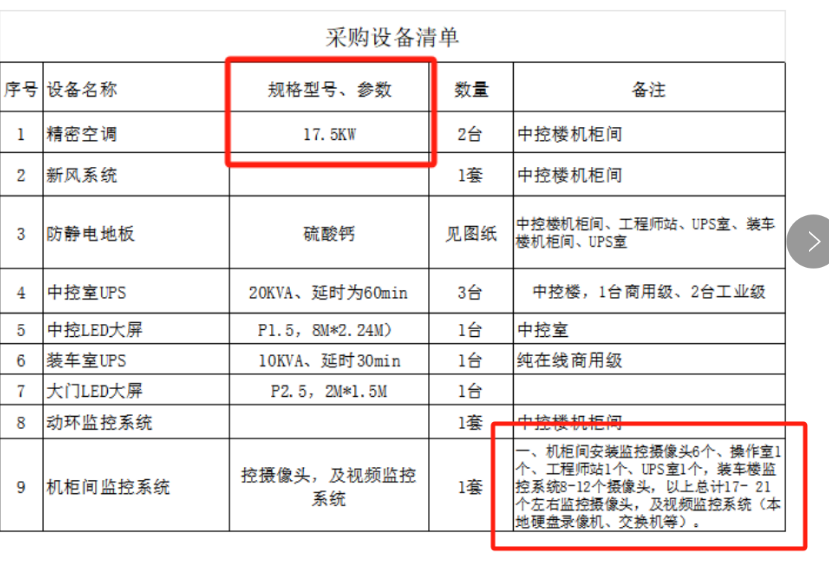 采购设备清单
序号 设备名称 规格型号、参数 数量 备注
1 精密空调 17.5KW 2台 中控楼机柜间
2 新风系统 1套 中控楼机柜间
3 防静电地板 硫酸钙 见图纸 中控楼机柜间、工程师站、UPS室、装车
楼机柜间、UPS室
4 中控室UPS 20KVA、延时为60min 3台 中控楼，1台商用级、2台工业级
5 中控LED大屏 P1.5，8M*2.24M） 1台 中控室
6 装车室UPS 10KVA、延时30min 1台 纯在线商用级
7 大门LED大屏 P2.5，2M*1.5M 1台
8 动环监控系统 1套 中控楼机柜间
9 机柜间监控系统 控摄像头，及视频监控
系统 1套 一、机柜间安装监控摄像头6个、操作室1
个、工程师站1个、UPS室1个，装车楼监
控系统8-12个摄像头，以上总计17- 21
个左右监控摄像头，及视频监控系统（本
地硬盘录像机、交换机等）。